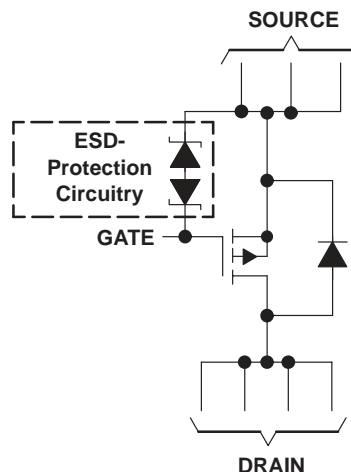 SOURCE
ESD-
Protection
Circuitry
GATE
DRAIN